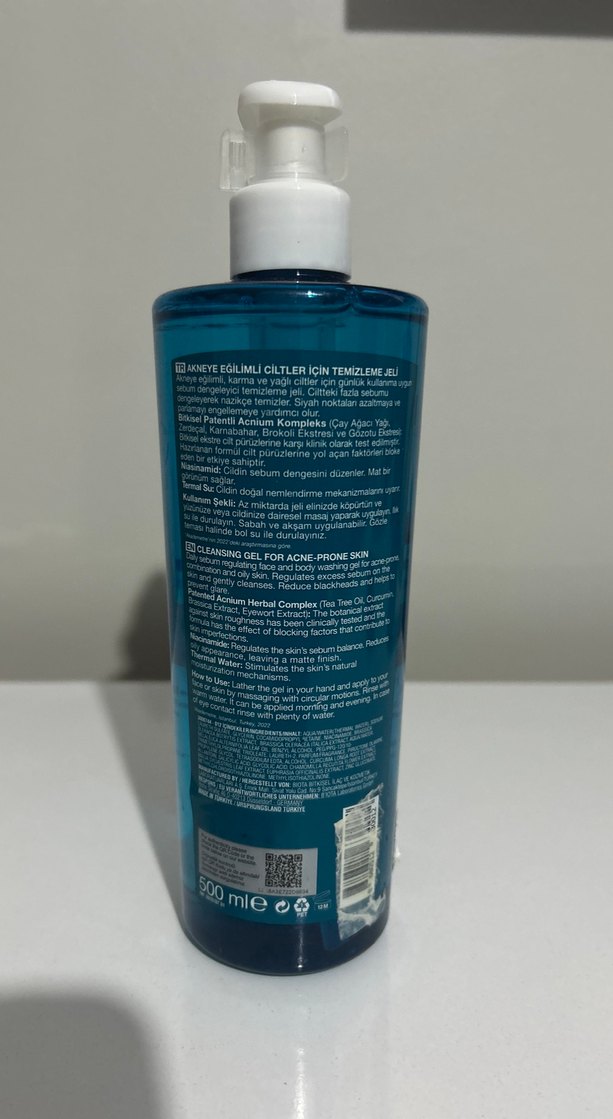 TR AKNEYE EĞİLİMLİ CİLTLER İÇİN TEMİZLEME JELİ
Akneye eğilimli, karma ve yağlı ciltler için günlük kullanıma uygun
sebum dengeleyici temizleme jeli. Ciltteki fazla sebumu
dengeleyerek nazikçe temizler. Siyah noktaları azaltmaya ve
parlamayı engellemeye yardımcı olur.
Bitkisel Patentli Acnium Kompleks (Çay Ağacı Yağı,
Zerdeçal, Karnabahar, Brokoli Ekstresi ve Gözotu Ekstresi):
Bitkisel ekstre cilt pürüzlerine karşı klinik olarak test edilmiştir.
Hazırlanan formül cilt pürüzlerine yol açan faktörleri bloke
eden bir etkiye sahiptir.
Niasinamid: Cildin sebum dengesini düzenler. Mat bir
görünüm sağlar.
Termal Su: Cildin doğal nemlendirme mekanizmalarını uyarır.
Kullanım Şekli: Az miktarda jeli elinizde köpürtün ve
yüzünüze veya cildinize dairesel masaj yaparak uygulayın, ılık
su ile durulayın. Sabah ve akşam uygulanabilir. Gözle
teması halinde bol su ile durulayınız.
EN CLEANSING GEL FOR ACNE-PRONE SKIN
Daily sebum regulating face and body washing gel for acne-prone,
combination and oily skin. Regulates excess sebum on the
skin and gently cleanses. Reduce blackheads and helps to
prevent glare.
Patented Acnium Herbal Complex (Tea Tree Oil, Curcumin,
Brassica Extract, Eyewort Extract): The botanical extract
against skin roughness has been clinically tested and the
formula has the effect of blocking factors that contribute to
skin imperfections.
Niacinamide: Regulates the skin's sebum balance. Reduces
oily appearance, leaving a matte finish.
Thermal Water: Stimulates the skin's natural
moisturization mechanisms.
How to Use: Lather the gel in your hand and apply to your
face or skin by massaging with circular motions. Rinse with
warm water. It can be applied morning and evening. In case
of eye contact rinse with plenty of water.
Istanbul, Turkey, 2022
MADE IN TÜRKİYE / URSPRUNGSLAND TÜRKİYE
500 ml e
PET
12 M